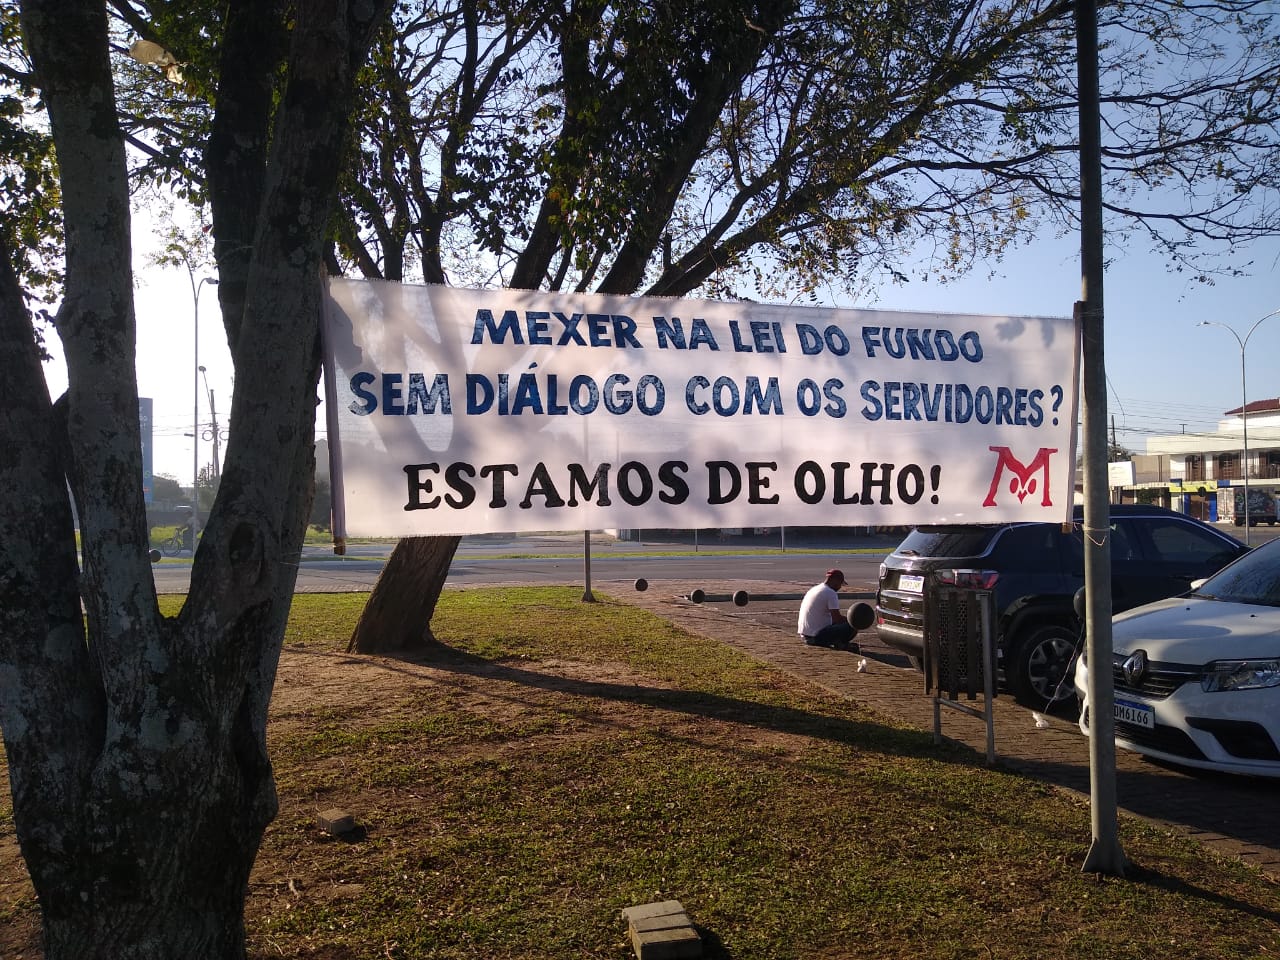 MEXER NA LEI DO FUNDO
SEM DIÁLOGO COM OS SERVIDORES?
ESTAMOS DE OLHO!
M